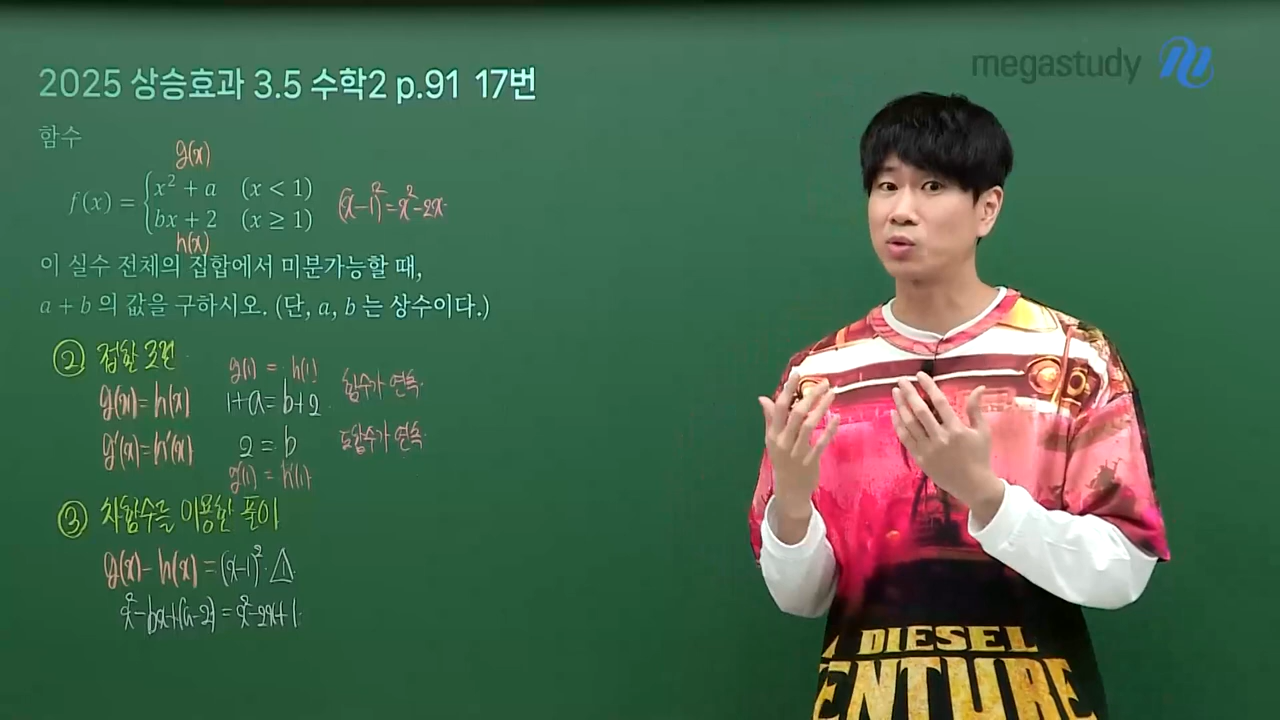 megastudy
2025 상승효과 3.5 수학2 p.91 17번
함수
g(x)
f(x) = { x² + a (x < 1)
bx + 2 (x ≥ 1)
(x-1)² = x²-2x
h(x)
이 실수 전체의 집합에서 미분가능할 때,
a + b 의 값을 구하시오. (단, a, b 는 상수이다.)
② 접할 조건
g(1) = h(1)
g(x) = h(x) 1+a = b+2 함수가 연속
g'(x) = h'(x) 2 = b 도함수가 연속
g'(1) = h'(1)
③ 차함수를 이용한 풀이
g(x) - h(x) = (x-1)² · △
x²-bx+(a-2) = x²-2x+1
DIESEL
VENTURE